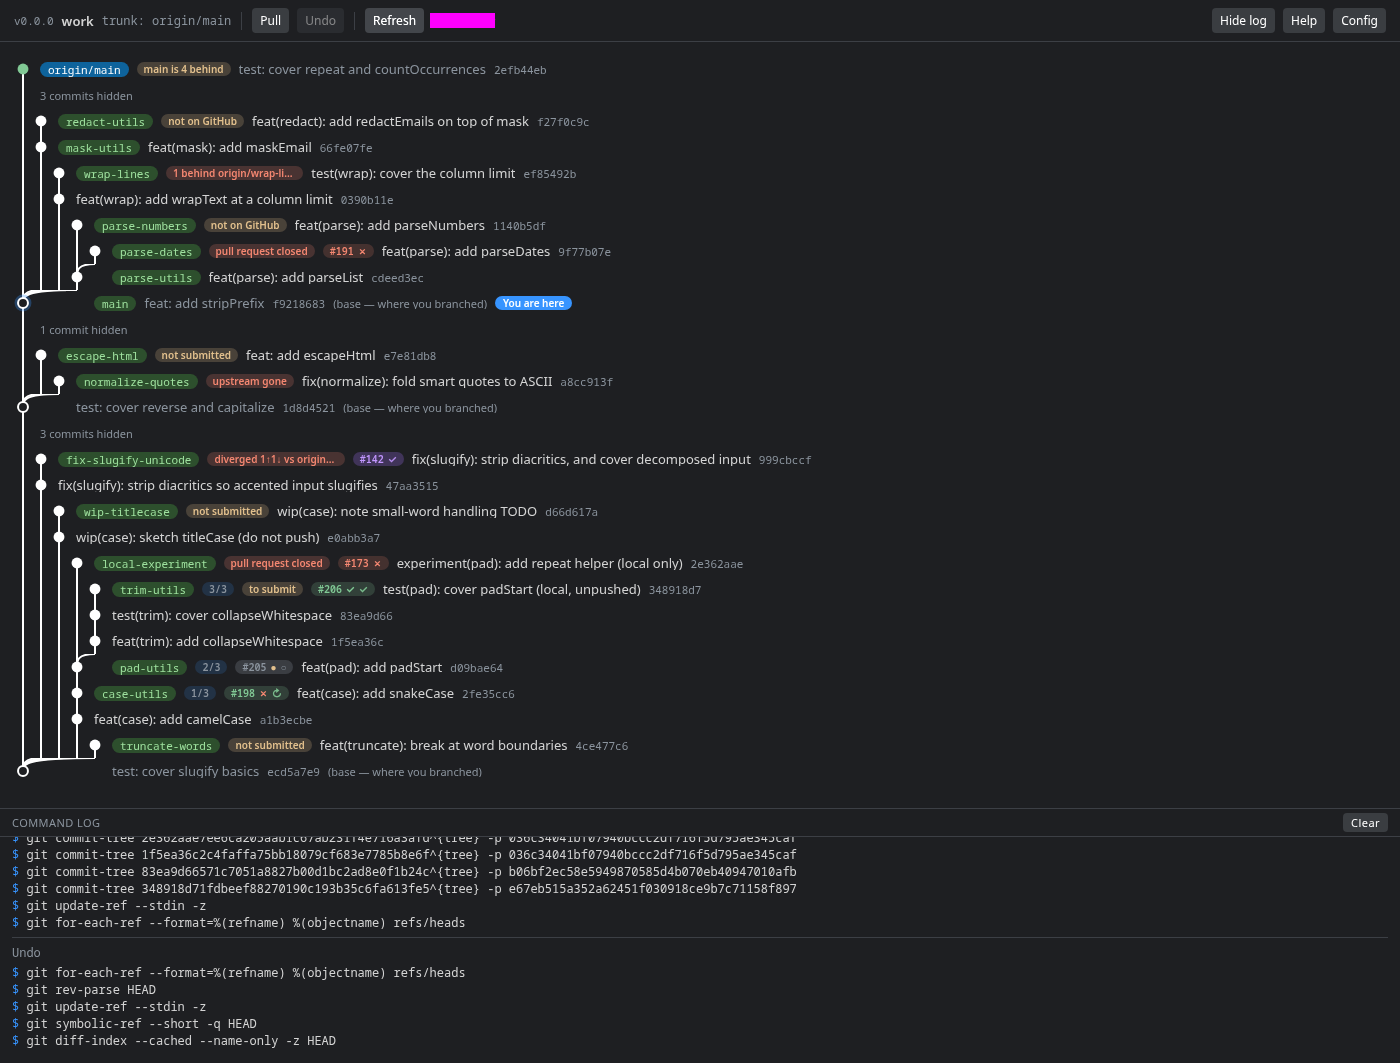 v0.0.0 work trunk: origin/main Pull Undo Refresh Hide log Help Config
origin/main main is 4 behind test: cover repeat and countOccurrences 2efb44eb
3 commits hidden
redact-utils not on GitHub feat(redact): add redactEmails on top of mask f27f0c9c
mask-utils feat(mask): add maskEmail 66fe07fe
wrap-lines 1 behind origin/wrap-li… test(wrap): cover the column limit ef85492b
feat(wrap): add wrapText at a column limit 0390b11e
parse-numbers not on GitHub feat(parse): add parseNumbers 1140b5df
parse-dates pull request closed #191 × feat(parse): add parseDates 9f77b07e
parse-utils feat(parse): add parseList cdeed3ec
main feat: add stripPrefix f9218683 (base — where you branched) You are here
1 commit hidden
escape-html not submitted feat: add escapeHtml e7e81db8
normalize-quotes upstream gone fix(normalize): fold smart quotes to ASCII a8cc913f
test: cover reverse and capitalize 1d8d4521 (base — where you branched)
3 commits hidden
fix-slugify-unicode diverged 1↑1↓ vs origin… #142 ✓ fix(slugify): strip diacritics, and cover decomposed input 999cbccf
fix(slugify): strip diacritics so accented input slugifies 47aa3515
wip-titlecase not submitted wip(case): note small-word handling TODO d66d617a
wip(case): sketch titleCase (do not push) e0abb3a7
local-experiment pull request closed #173 × experiment(pad): add repeat helper (local only) 2e362aae
trim-utils 3/3 to submit #206 ✓ ✓ test(pad): cover padStart (local, unpushed) 348918d7
test(trim): cover collapseWhitespace 83ea9d66
feat(trim): add collapseWhitespace 1f5ea36c
pad-utils 2/3 #205 ● ○ feat(pad): add padStart d09bae64
case-utils 1/3 #198 × ↻ feat(case): add snakeCase 2fe35cc6
feat(case): add camelCase a1b3ecbe
truncate-words not submitted feat(truncate): break at word boundaries 4ce477c6
test: cover slugify basics ecd5a7e9 (base — where you branched)
COMMAND LOG Clear
$ git commit-tree 2e362aae7ee6ca205aab1c67ab231f4e716a3afd^{tree} -p 036c34041bf07940bccc2df716f5d795ae345caf
$ git commit-tree 1f5ea36c2c4faffa75bb18079cf683e7785b8e6f^{tree} -p 036c34041bf07940bccc2df716f5d795ae345caf
$ git commit-tree 83ea9d66571c7051a8827b00d1bc2ad8e0f1b24c^{tree} -p b06bf2ec58e5949870585d4b070eb40947010afb
$ git commit-tree 348918d71fdbeef88270190c193b35c6fa613fe5^{tree} -p e67eb515a352a62451f030918ce9b7c71158f897
$ git update-ref --stdin -z
$ git for-each-ref --format=%(refname) %(objectname) refs/heads
Undo
$ git for-each-ref --format=%(refname) %(objectname) refs/heads
$ git rev-parse HEAD
$ git update-ref --stdin -z
$ git symbolic-ref --short -q HEAD
$ git diff-index --cached --name-only -z HEAD